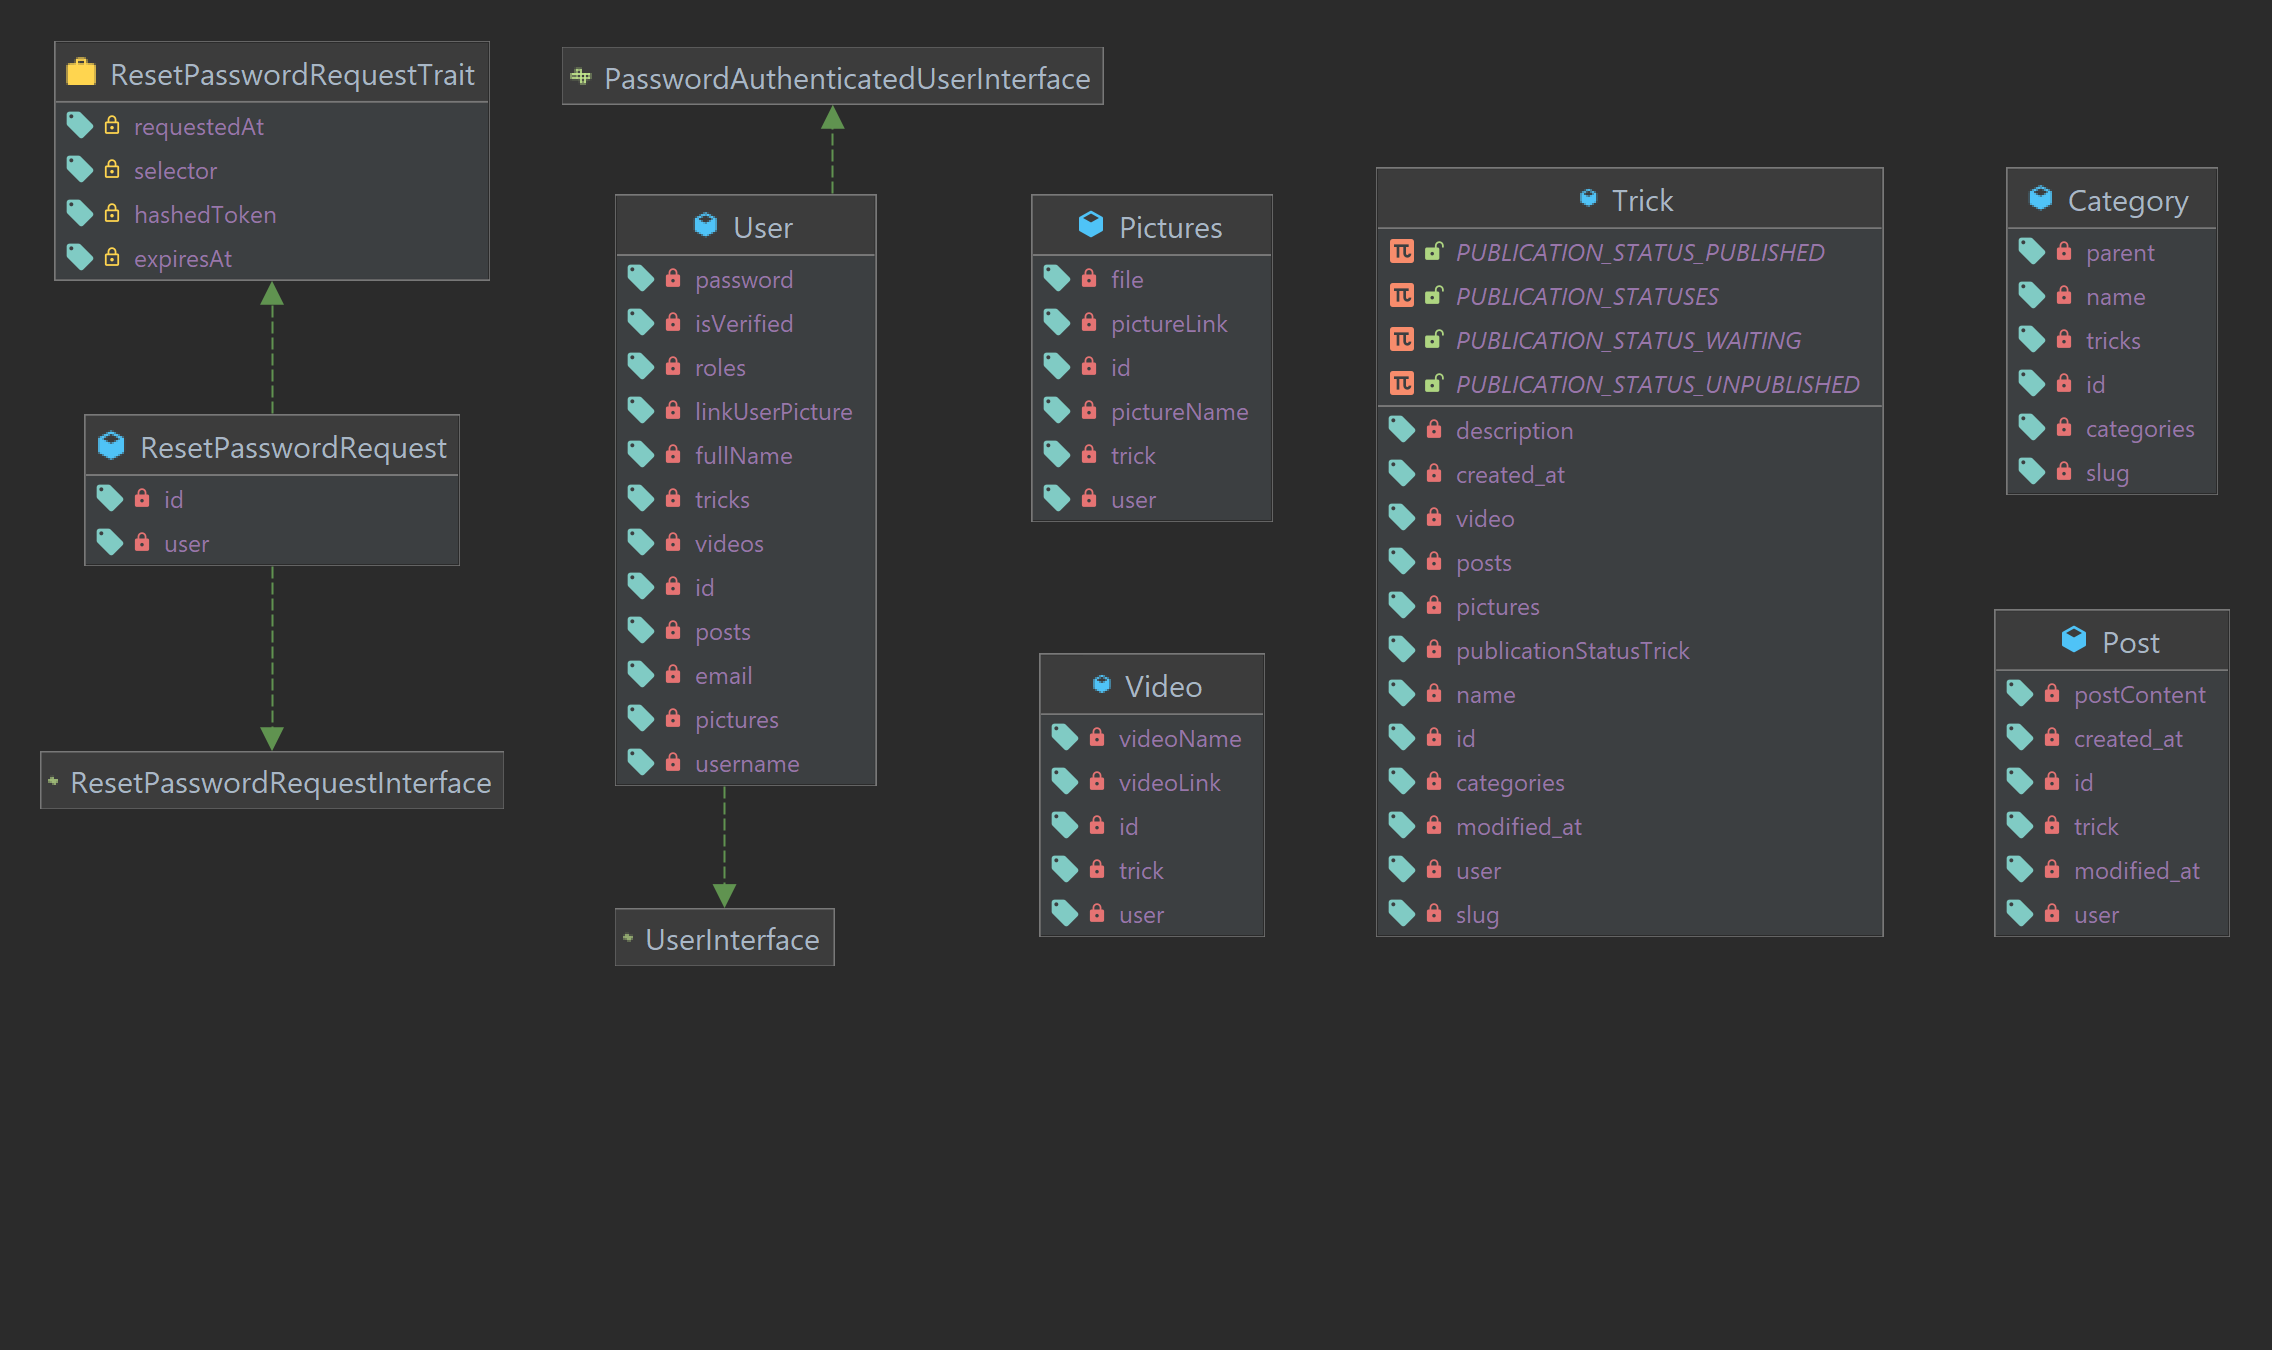 ResetPasswordRequestTrait
requestedAt
selector
hashedToken
expiresAt
ResetPasswordRequest
id
user
ResetPasswordRequestInterface
PasswordAuthenticatedUserInterface
User
password
isVerified
roles
linkUserPicture
fullName
tricks
videos
id
posts
email
pictures
username
UserInterface
Pictures
file
pictureLink
id
pictureName
trick
user
Video
videoName
videoLink
id
trick
user
Trick
PUBLICATION_STATUS_PUBLISHED
PUBLICATION_STATUSES
PUBLICATION_STATUS_WAITING
PUBLICATION_STATUS_UNPUBLISHED
description
created_at
video
posts
pictures
publicationStatusTrick
name
id
categories
modified_at
user
slug
Category
parent
name
tricks
id
categories
slug
Post
postContent
created_at
id
trick
modified_at
user